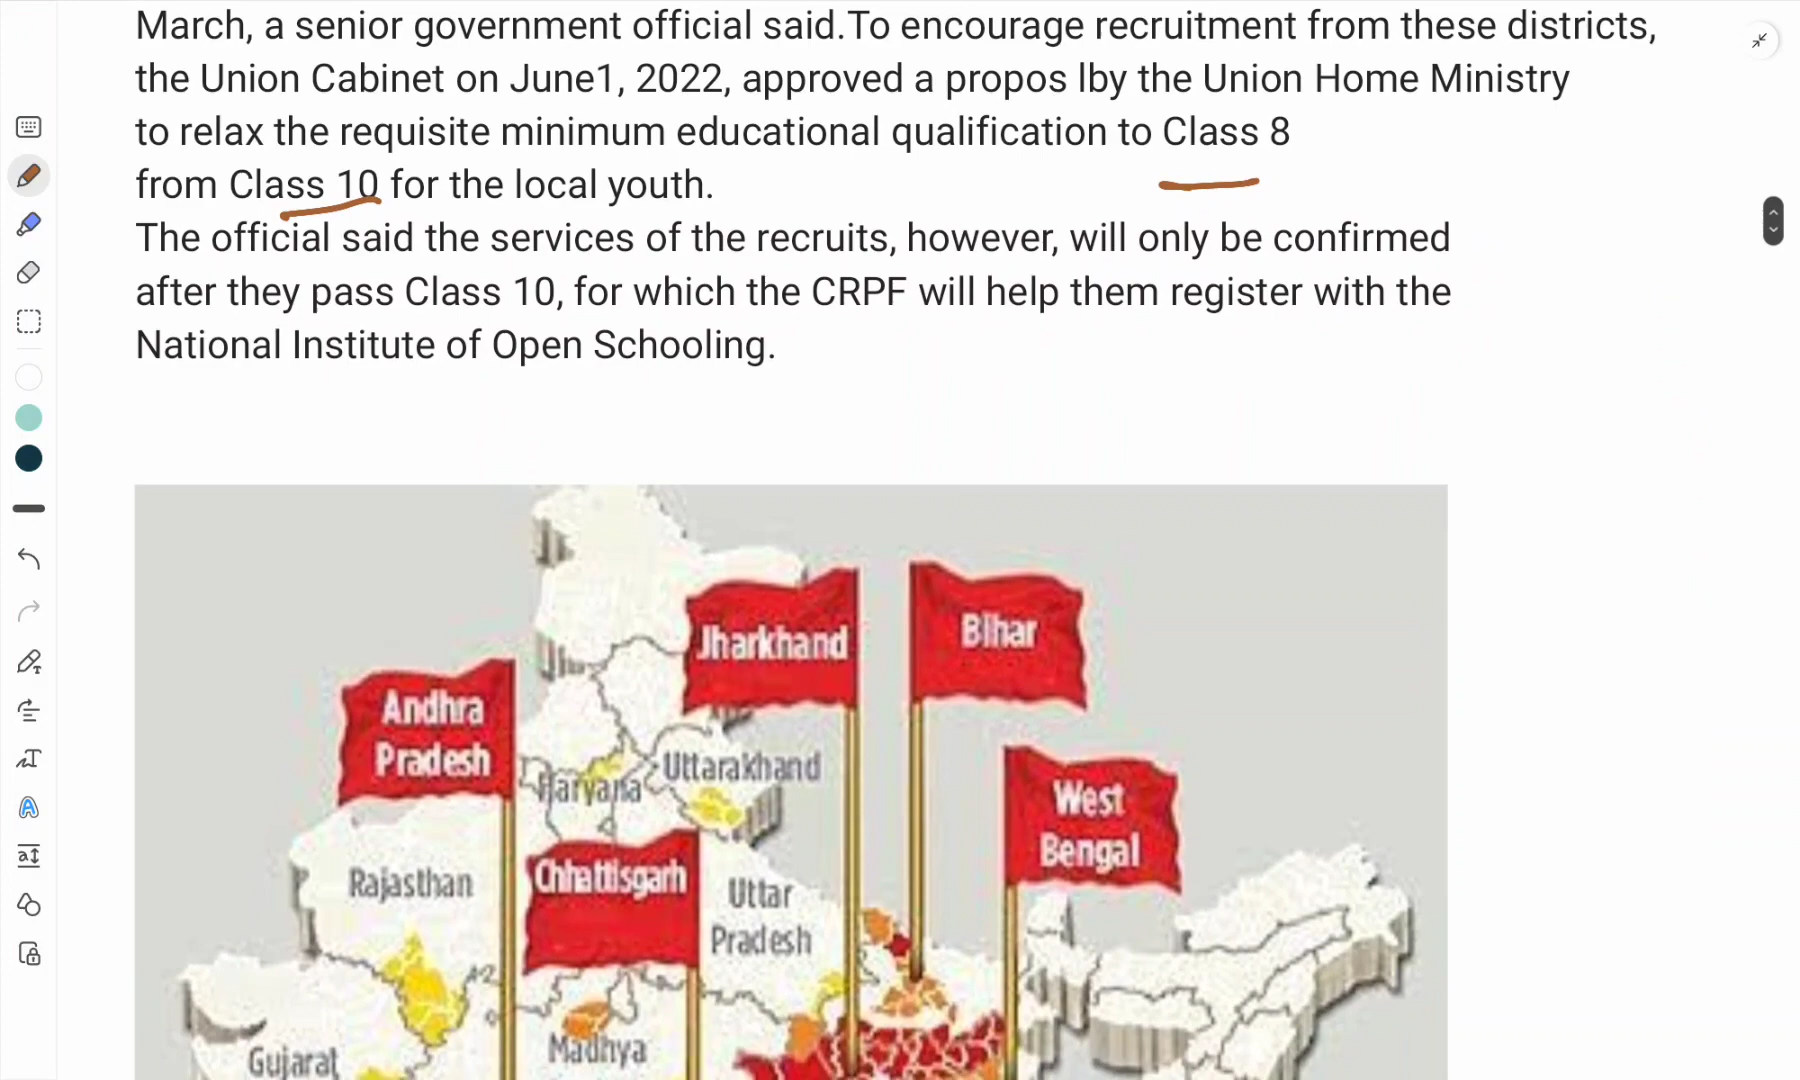 March, a senior government official said.To encourage recruitment from these districts,
the Union Cabinet on June1, 2022, approved a propos lby the Union Home Ministry
to relax the requisite minimum educational qualification to Class 8
from Class 10 for the local youth.
The official said the services of the recruits, however, will only be confirmed
after they pass Class 10, for which the CRPF will help them register with the
National Institute of Open Schooling.
Jharkhand
Bihar
Andhra
Pradesh
Haryana
Uttarakhand
West
Bengal
Rajasthan
Chhattisgarh
Uttar
Pradesh
Gujarat
Madhya